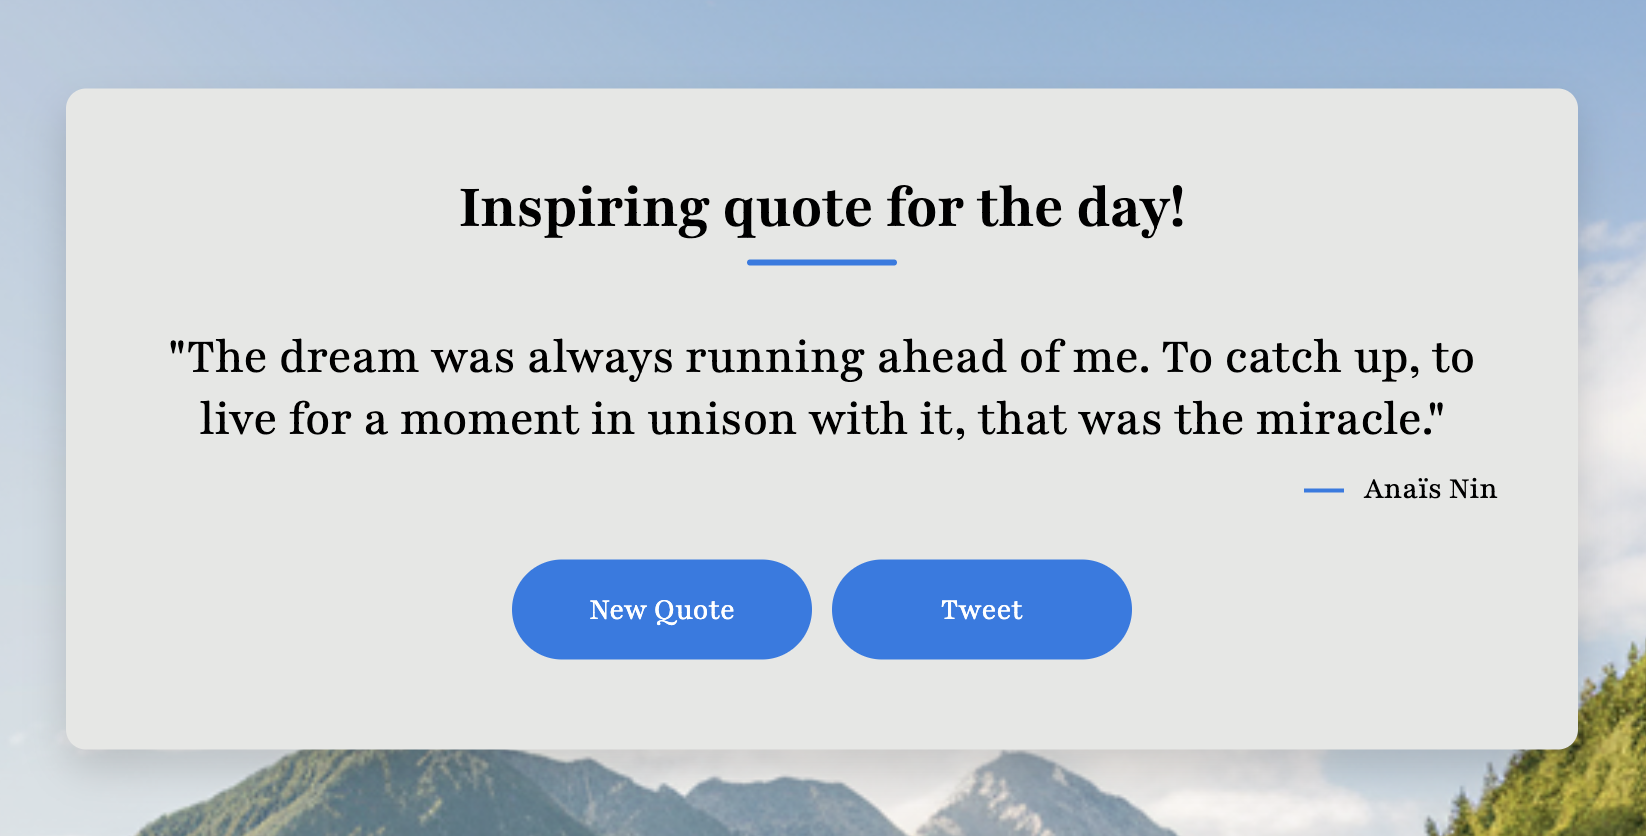 Inspiring quote for the day!
"The dream was always running ahead of me. To catch up, to
live for a moment in unison with it, that was the miracle."
— Anaïs Nin
New Quote
Tweet